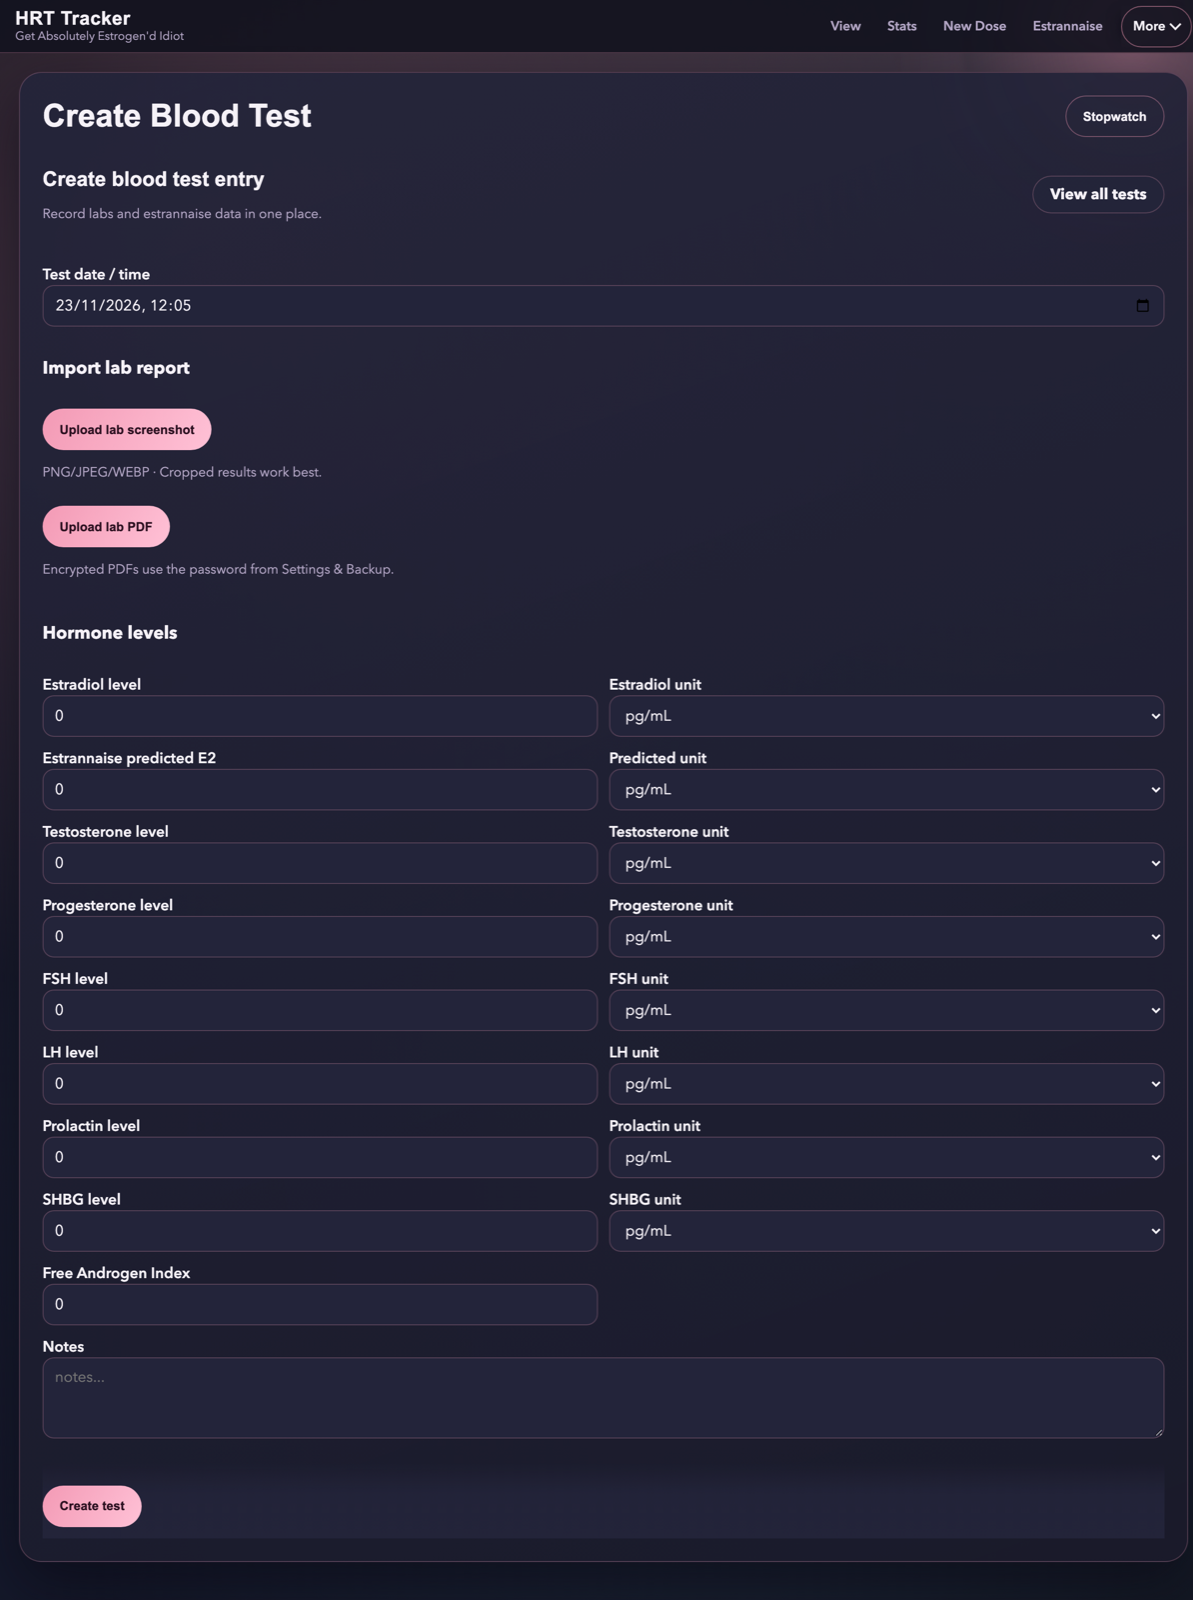 HRT Tracker
Get Absolutely Estrogen'd Idiot
View
Stats
New Dose
Estrannaise
More
Create Blood Test
Stopwatch
Create blood test entry
Record labs and estrannaise data in one place.
View all tests
Test date / time
23/11/2026, 12:05
Import lab report
Upload lab screenshot
PNG/JPEG/WEBP · Cropped results work best.
Upload lab PDF
Encrypted PDFs use the password from Settings & Backup.
Hormone levels
Estradiol level
Estradiol unit
0
pg/mL
Estrannaise predicted E2
Predicted unit
0
pg/mL
Testosterone level
Testosterone unit
0
pg/mL
Progesterone level
Progesterone unit
0
pg/mL
FSH level
FSH unit
0
pg/mL
LH level
LH unit
0
pg/mL
Prolactin level
Prolactin unit
0
pg/mL
SHBG level
SHBG unit
0
pg/mL
Free Androgen Index
0
Notes
notes...
Create test